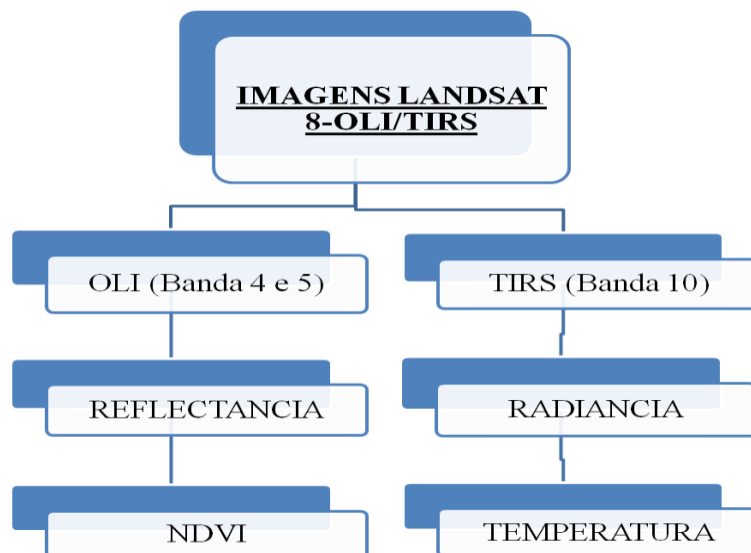 IMAGENS LANDSAT
8-OLI/TIRS
OLI (Banda 4 e 5)
TIRS (Banda 10)
REFLECTANCIA
RADIANCIA
NDVI
TEMPERATURA